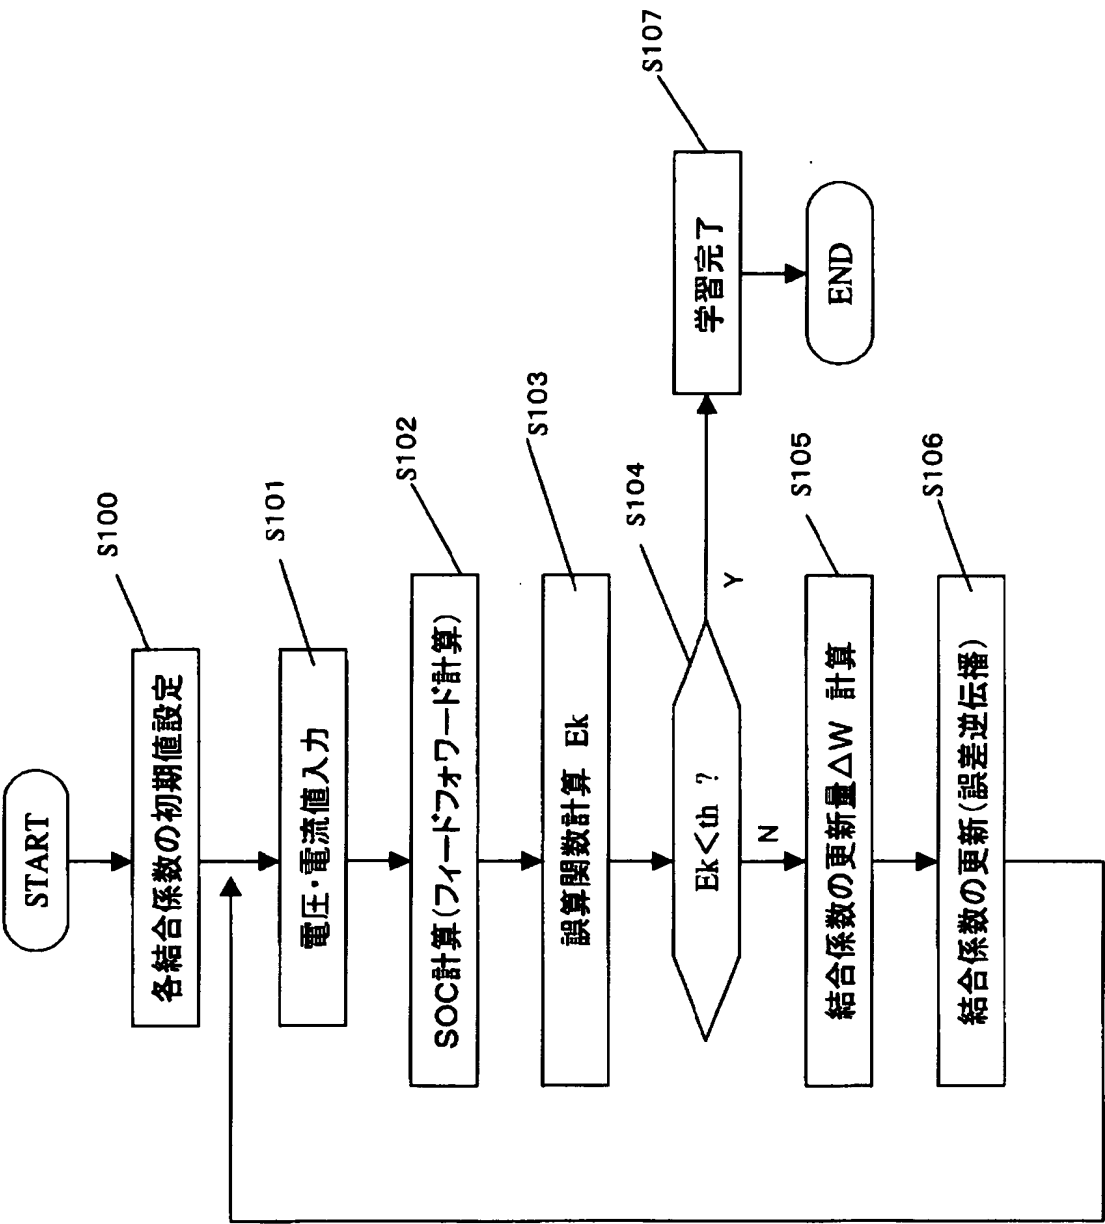 START
S100
各結合係数の初期値設定
S101
電圧・電流値入力
S102
SOC計算(フィードフォワード計算)
S103
誤算関数計算 Ek
S104
Ek<th ?
Y
N
S107
学習完了
END
S105
結合係数の更新量△W 計算
S106
結合係数の更新(誤差逆伝播)